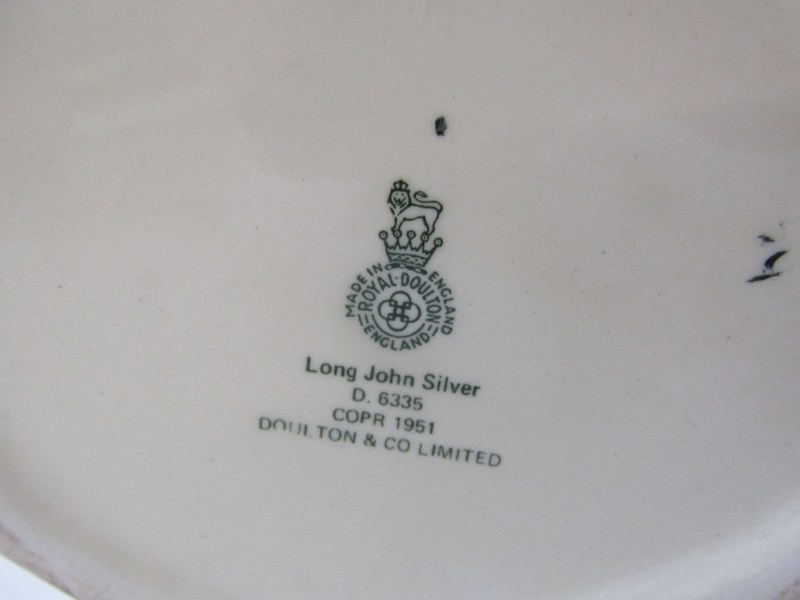 MADE IN ENGLAND
ROYAL·DOULTON
ENGLAND
Long John Silver
D. 6335
COPR 1951
DOULTON & CO LIMITED